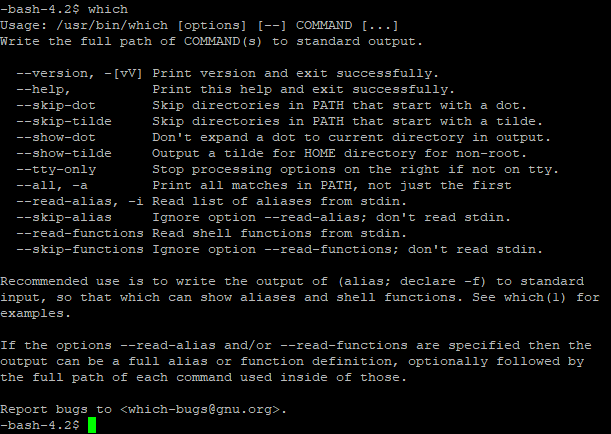 -bash-4.2$ which
Usage: /usr/bin/which [options] [--] COMMAND [...]
Write the full path of COMMAND(s) to standard output.

  --version, -[vV] Print version and exit successfully.
  --help,          Print this help and exit successfully.
  --skip-dot       Skip directories in PATH that start with a dot.
  --skip-tilde     Skip directories in PATH that start with a tilde.
  --show-dot       Don't expand a dot to current directory in output.
  --show-tilde     Output a tilde for HOME directory for non-root.
  --tty-only       Stop processing options on the right if not on tty.
  --all, -a        Print all matches in PATH, not just the first
  --read-alias, -i Read list of aliases from stdin.
  --skip-alias     Ignore option --read-alias; don't read stdin.
  --read-functions Read shell functions from stdin.
  --skip-functions Ignore option --read-functions; don't read stdin.

Recommended use is to write the output of (alias; declare -f) to standard
input, so that which can show aliases and shell functions. See which(1) for
examples.

If the options --read-alias and/or --read-functions are specified then the
output can be a full alias or function definition, optionally followed by
the full path of each command used inside of those.

Report bugs to <which-bugs@gnu.org>.
-bash-4.2$